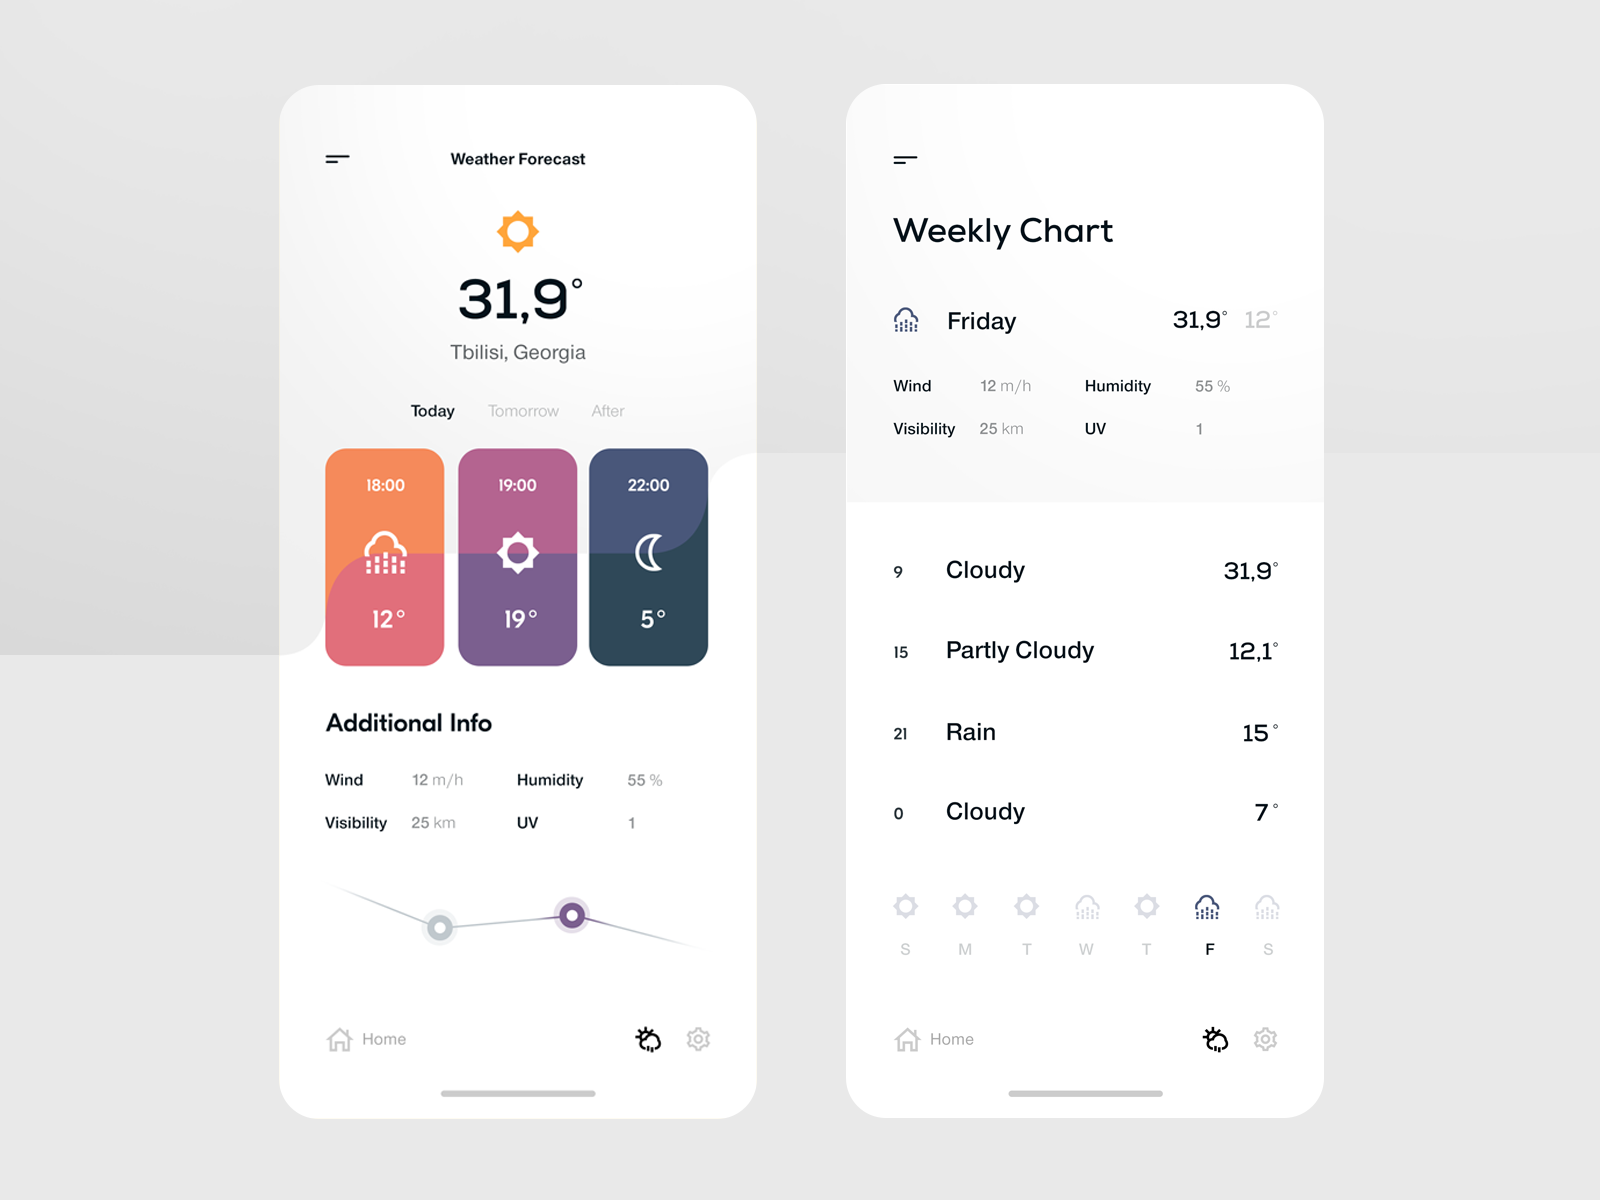 Weather Forecast
31,9°
Tbilisi, Georgia
Today Tomorrow After
18:00 19:00 22:00
12° 19° 5°
Additional Info
Wind 12 m/h Humidity 55 %
Visibility 25 km UV 1
Home
Weekly Chart
Friday 31,9° 12°
Wind 12 m/h Humidity 55 %
Visibility 25 km UV 1
9 Cloudy 31,9°
15 Partly Cloudy 12,1°
21 Rain 15°
0 Cloudy 7°
S M T W T F S
Home